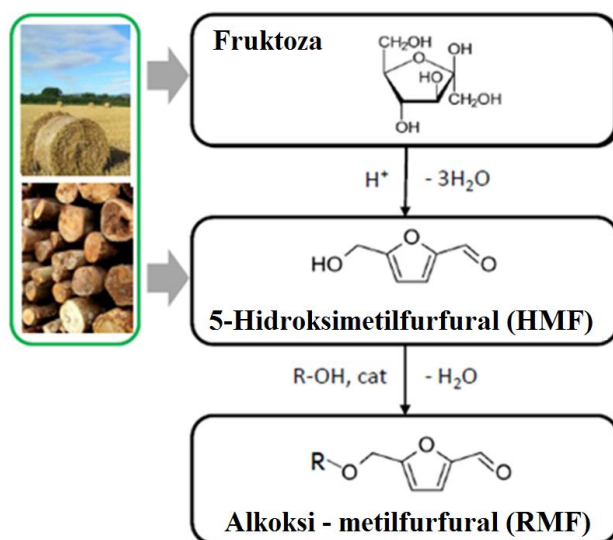 Fruktoza
CH₂OH
O
OH
HO
CH₂OH
OH
H⁺ - 3H₂O
HO
O
O
5-Hidroksimetilfurfural (HMF)
R-OH, cat - H₂O
R
O
O
O
Alkoksi - metilfurfural (RMF)